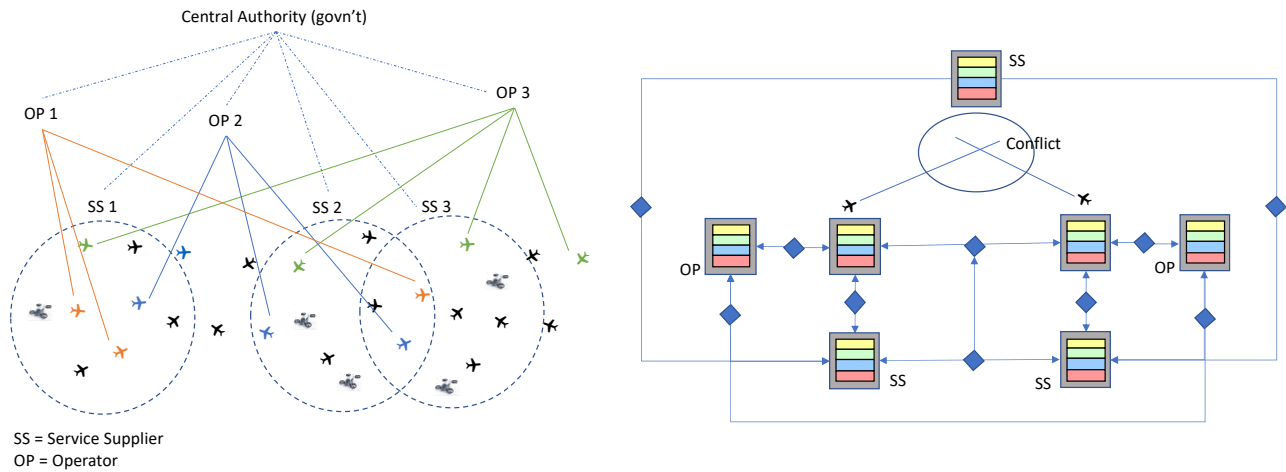 Central Authority (govn't)
OP 1
OP 2
OP 3
SS 1
SS 2
SS 3
SS = Service Supplier
OP = Operator
SS
Conflict
OP
OP
SS
SS